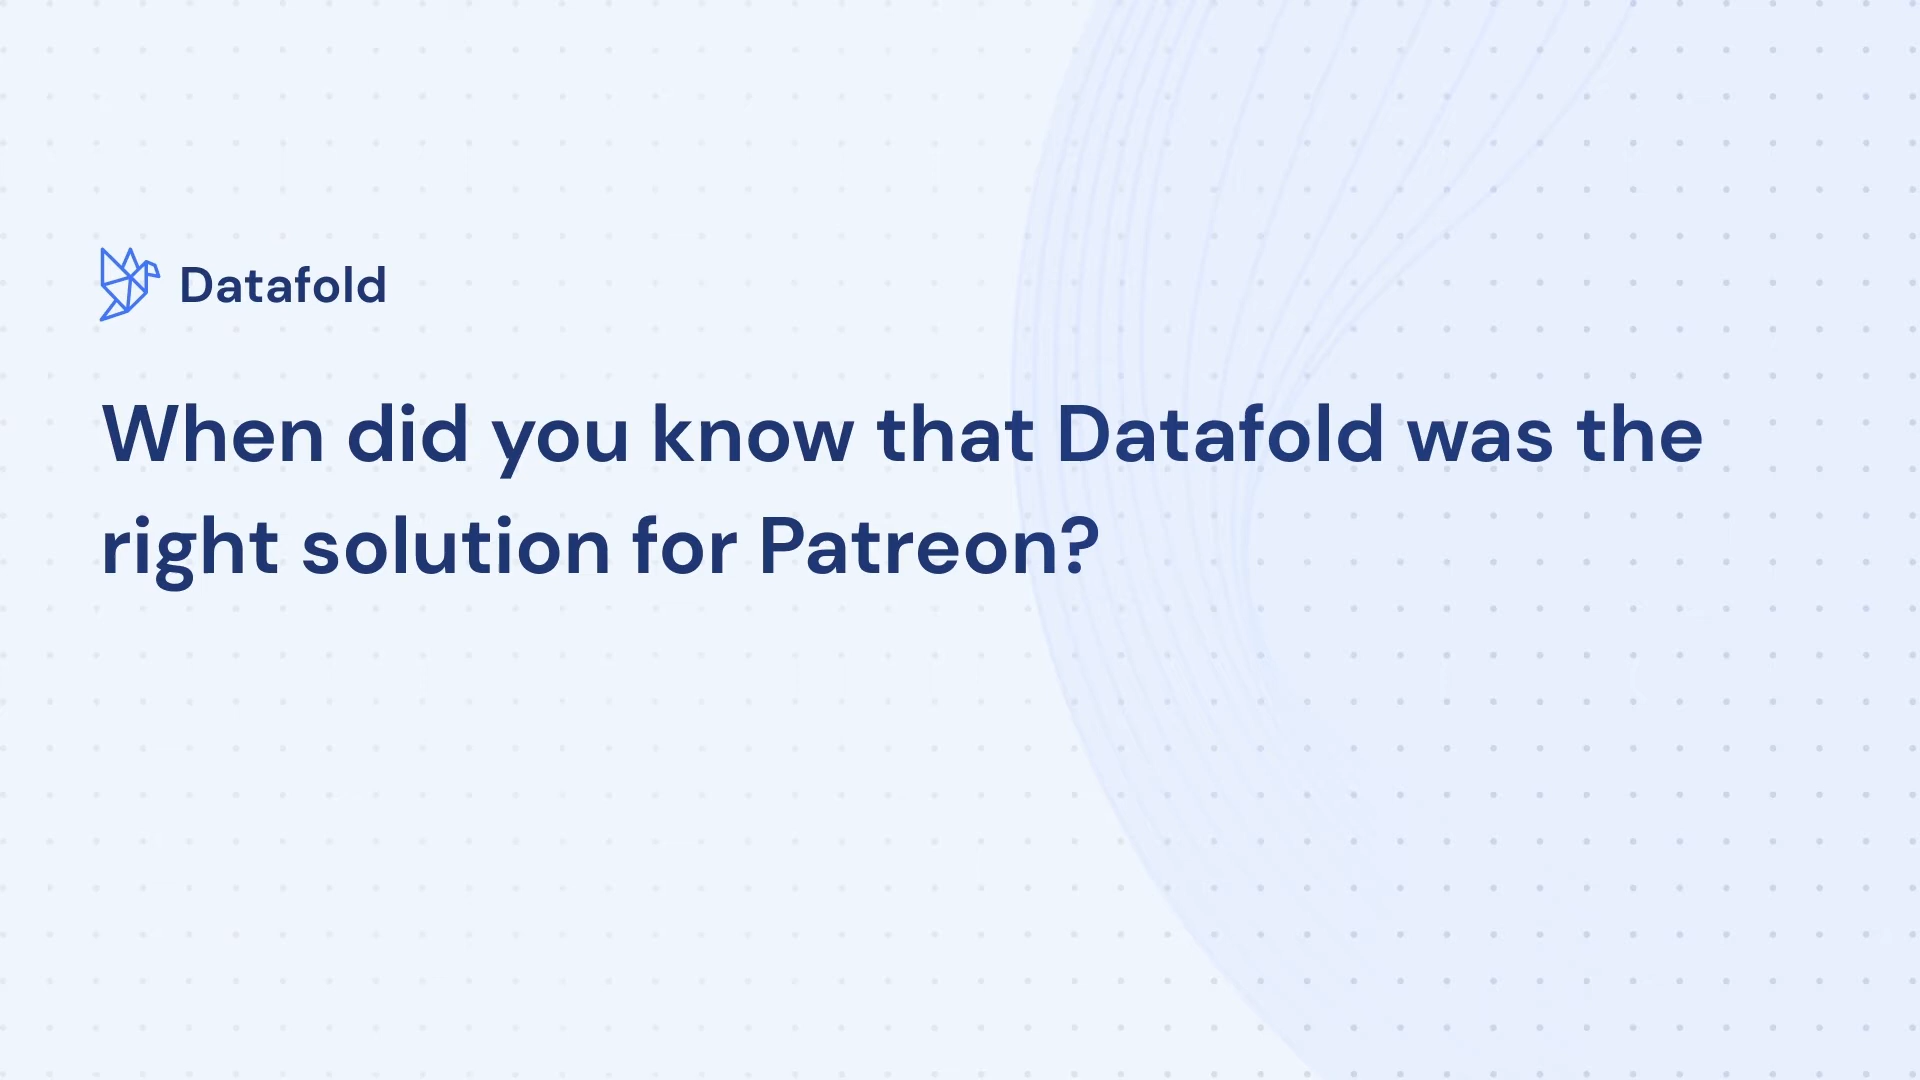 Datafold
When did you know that Datafold was the
right solution for Patreon?